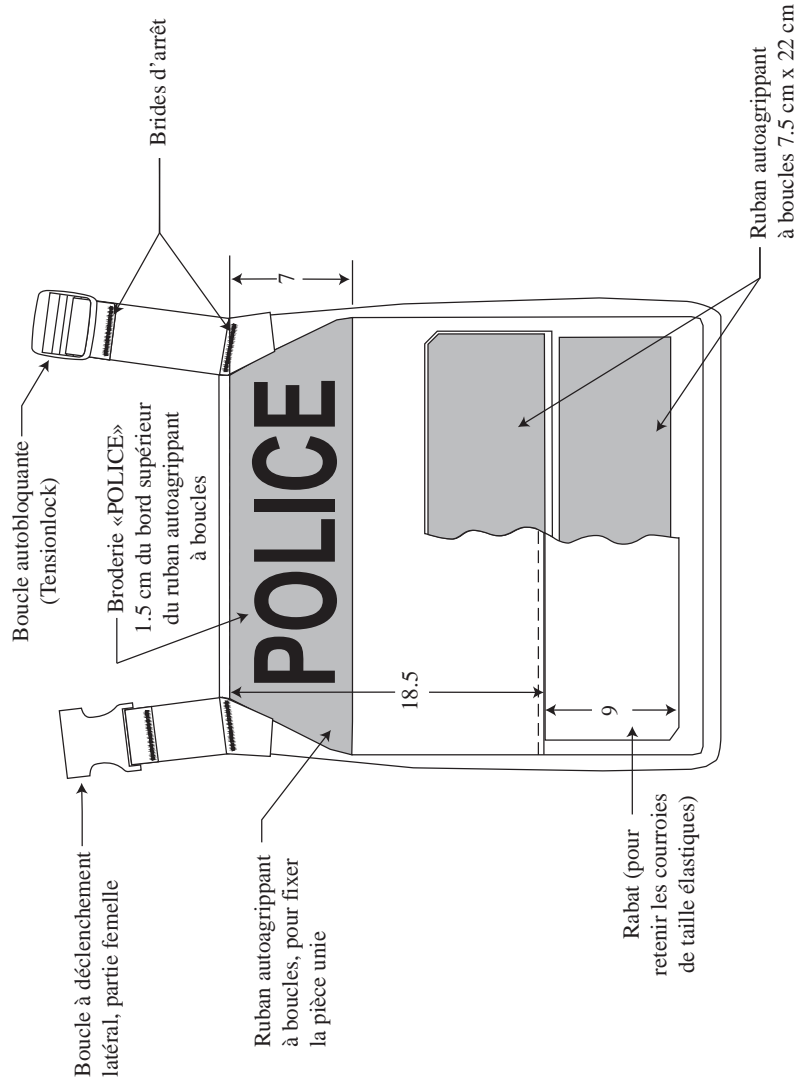 Boucle à déclenchement
latéral, partie femelle
Boucle autobloquante
(Tensionlock)
Broderie «POLICE»
1.5 cm du bord supérieur
du ruban autoagrippant
à boucles
Brides d’arrêt
Ruban autoagrippant
à boucles, pour fixer
la pièce unie
POLICE
7
18.5
9
Rabat (pour
retenir les courroies
de taille élastiques)
Ruban autoagrippant
à boucles 7.5 cm x 22 cm